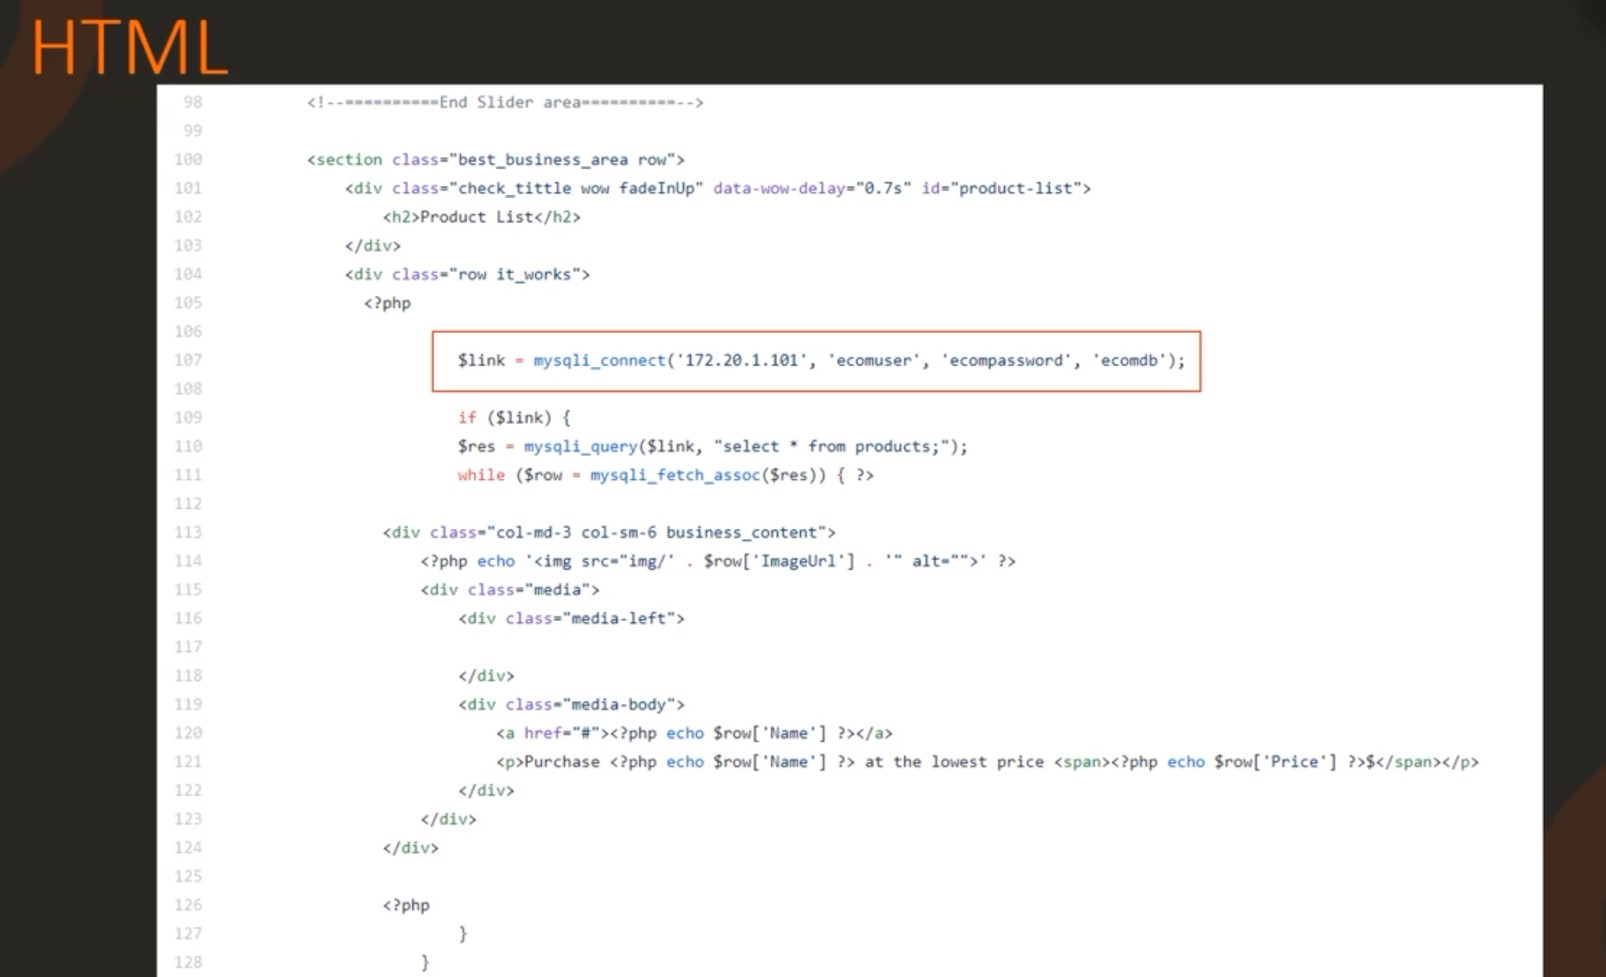 HTML
98 <!--==========End Slider area==========-->
99
100 <section class="best_business_area row">
101 <div class="check_tittle wow fadeInUp" data-wow-delay="0.7s" id="product-list">
102 <h2>Product List</h2>
103 </div>
104 <div class="row it_works">
105 <?php
106
107 $link = mysqli_connect('172.20.1.101', 'ecomuser', 'ecompassword', 'ecomdb');
108
109 if ($link) {
110 $res = mysqli_query($link, "select * from products;");
111 while ($row = mysqli_fetch_assoc($res)) { ?>
112
113 <div class="col-md-3 col-sm-6 business_content">
114 <?php echo '<img src="img/' . $row['ImageUrl'] . '" alt="">' ?>
115 <div class="media">
116 <div class="media-left">
117
118 </div>
119 <div class="media-body">
120 <a href="#"><?php echo $row['Name'] ?></a>
121 <p>Purchase <?php echo $row['Name'] ?> at the lowest price <span><?php echo $row['Price'] ?>$</span></p>
122 </div>
123 </div>
124 </div>
125
126 <?php
127 }
128 }